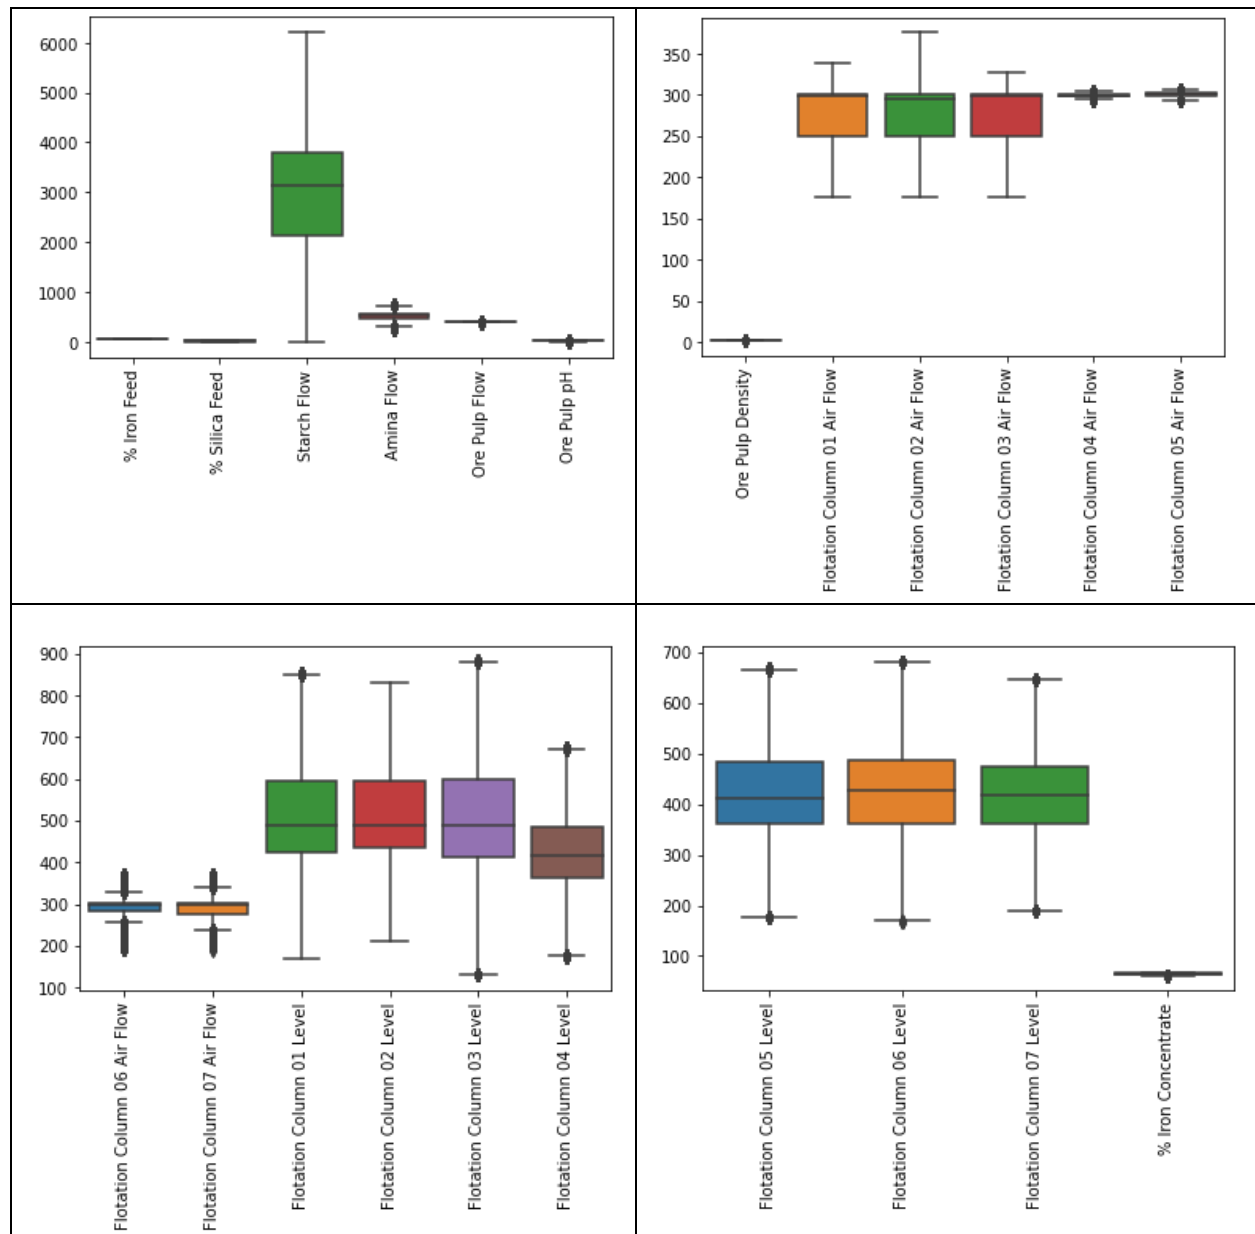 6000
5000
4000
3000
2000
1000
0
% Iron Feed
% Silica Feed
Starch Flow
Amina Flow
Ore Pulp Flow
Ore Pulp pH
350
300
250
200
150
100
50
0
Ore Pulp Density
Flotation Column 01 Air Flow
Flotation Column 02 Air Flow
Flotation Column 03 Air Flow
Flotation Column 04 Air Flow
Flotation Column 05 Air Flow
900
800
700
600
500
400
300
200
100
Flotation Column 06 Air Flow
Flotation Column 07 Air Flow
Flotation Column 01 Level
Flotation Column 02 Level
Flotation Column 03 Level
Flotation Column 04 Level
700
600
500
400
300
200
100
Flotation Column 05 Level
Flotation Column 06 Level
Flotation Column 07 Level
% Iron Concentrate